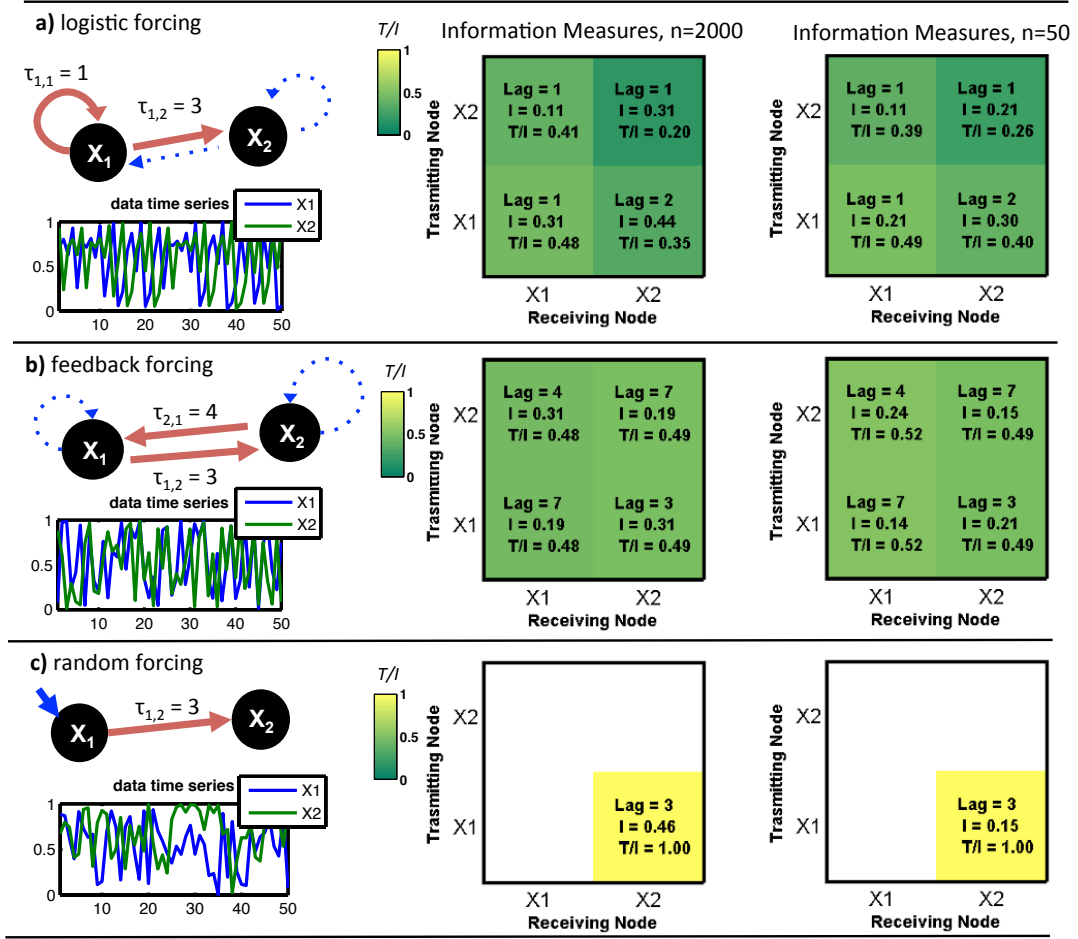 a) logistic forcing
T/I
Information Measures, n=2000
Information Measures, n=50
τ1,1 = 1
τ1,2 = 3
X1
X2
1
0.5
0
data time series
X1
X2
1
0.5
0
10 20 30 40 50
Trasmitting Node
X2
X1
Lag = 1
I = 0.11
T/I = 0.41
Lag = 1
I = 0.31
T/I = 0.20
Lag = 1
I = 0.31
T/I = 0.48
Lag = 2
I = 0.44
T/I = 0.35
X1 X2
Receiving Node
Trasmitting Node
X2
X1
Lag = 1
I = 0.11
T/I = 0.39
Lag = 1
I = 0.21
T/I = 0.26
Lag = 1
I = 0.21
T/I = 0.49
Lag = 2
I = 0.30
T/I = 0.40
X1 X2
Receiving Node
b) feedback forcing
T/I
τ2,1 = 4
X1
X2
τ1,2 = 3
1
0.5
0
data time series
X1
X2
1
0.5
0
10 20 30 40 50
Trasmitting Node
X2
X1
Lag = 4
I = 0.31
T/I = 0.48
Lag = 7
I = 0.19
T/I = 0.49
Lag = 7
I = 0.19
T/I = 0.48
Lag = 3
I = 0.31
T/I = 0.49
X1 X2
Receiving Node
Trasmitting Node
X2
X1
Lag = 4
I = 0.24
T/I = 0.52
Lag = 7
I = 0.15
T/I = 0.49
Lag = 7
I = 0.14
T/I = 0.52
Lag = 3
I = 0.21
T/I = 0.49
X1 X2
Receiving Node
c) random forcing
T/I
τ1,2 = 3
X1
X2
1
0.5
0
data time series
X1
X2
1
0.5
0
10 20 30 40 50
Trasmitting Node
X2
X1
Lag = 3
I = 0.46
T/I = 1.00
X1 X2
Receiving Node
Trasmitting Node
X2
X1
Lag = 3
I = 0.15
T/I = 1.00
X1 X2
Receiving Node